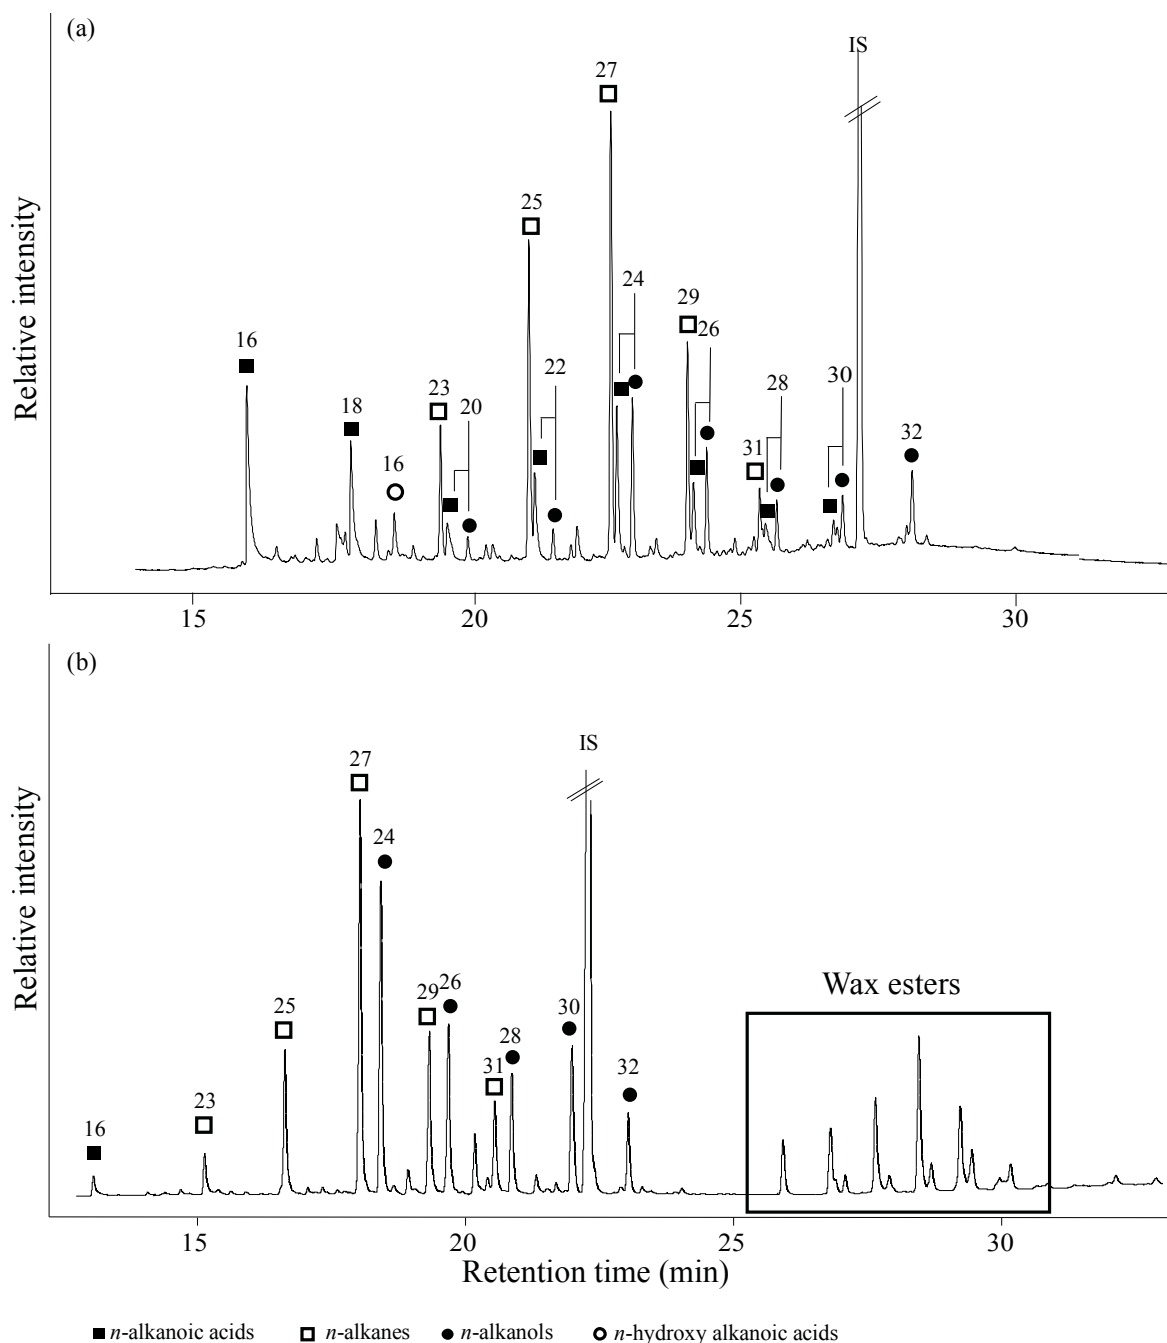 (a)
IS
27
25
24
29
26
16
18
23
20
22
28
30
31
32
16
Relative intensity
15 20 25 30
(b)
IS
27
24
25
29 26
28
30
31
32
23
16
Wax esters
Relative intensity
15 20 25 30
Retention time (min)
n-alkanoic acids n-alkanes n-alkanols n-hydroxy alkanoic acids